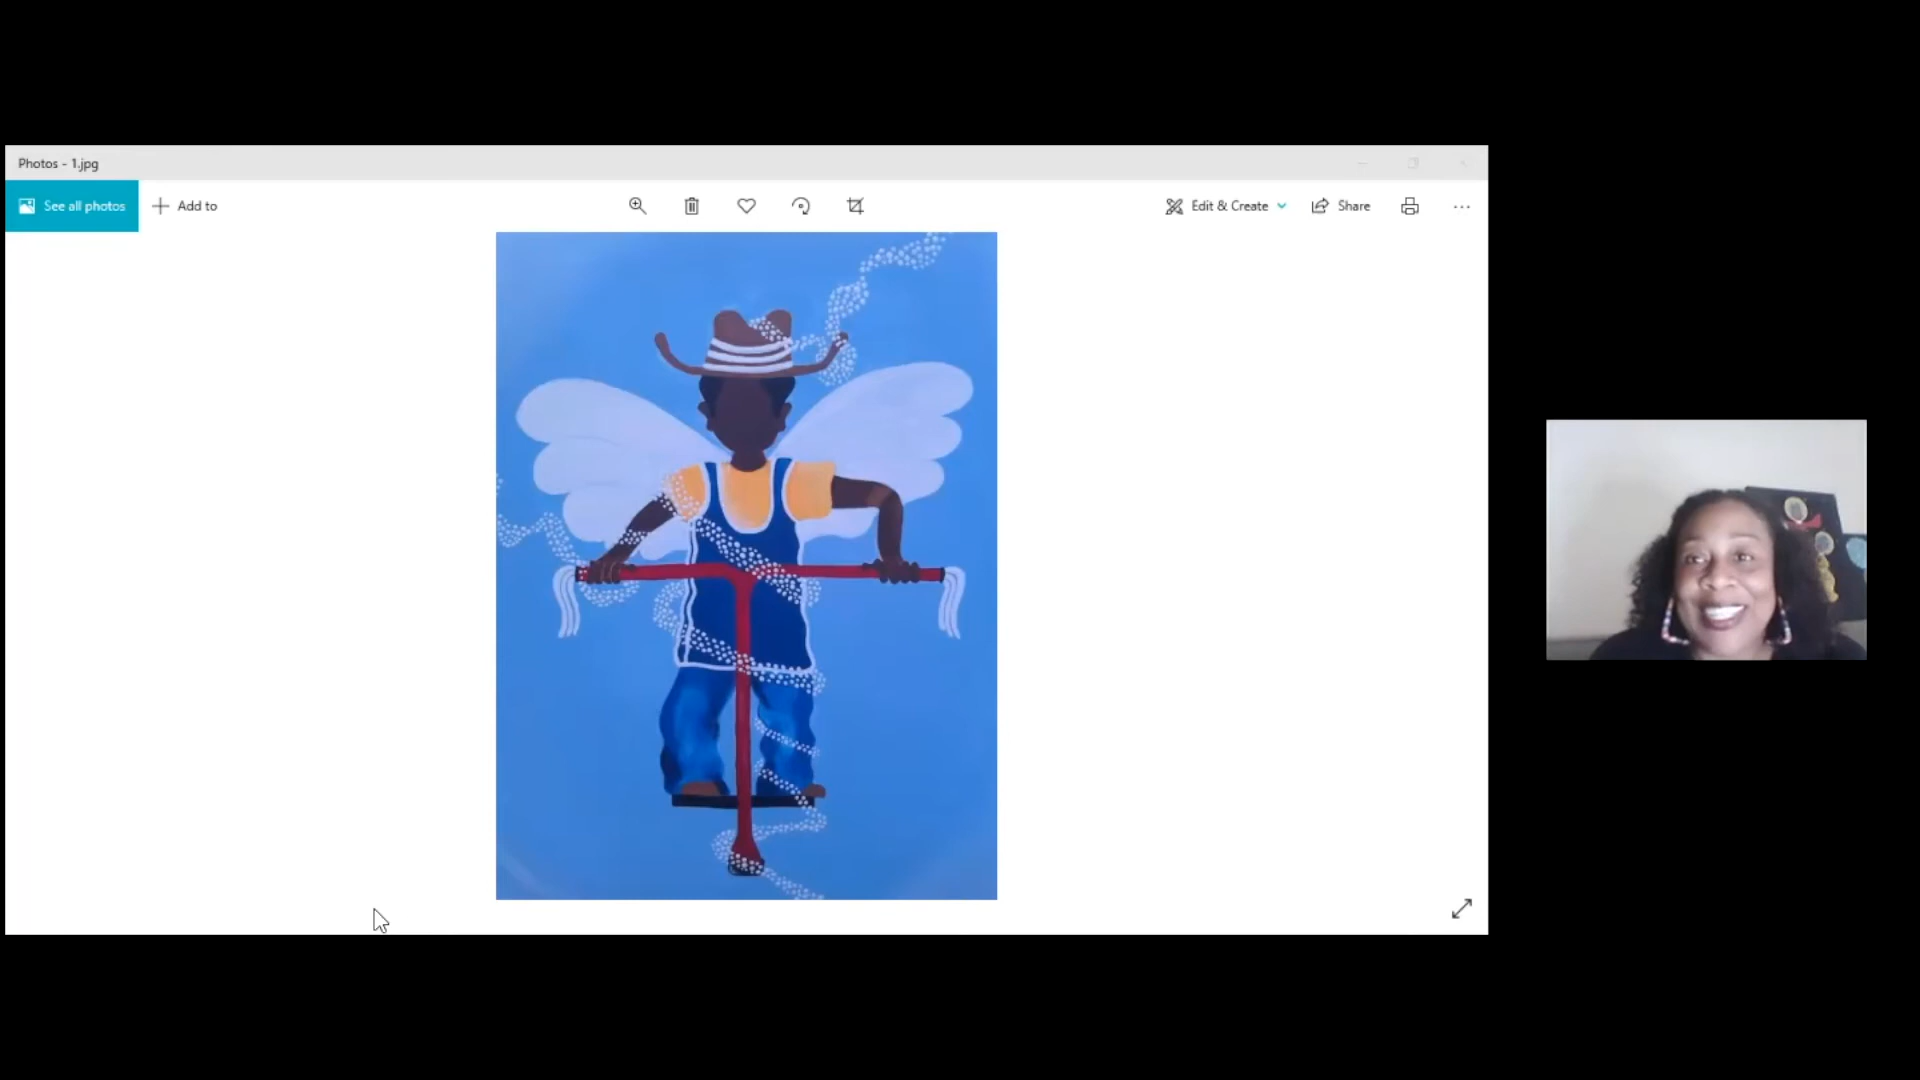 Photos - 1.jpg
See all photos
Add to
Edit & Create
Share